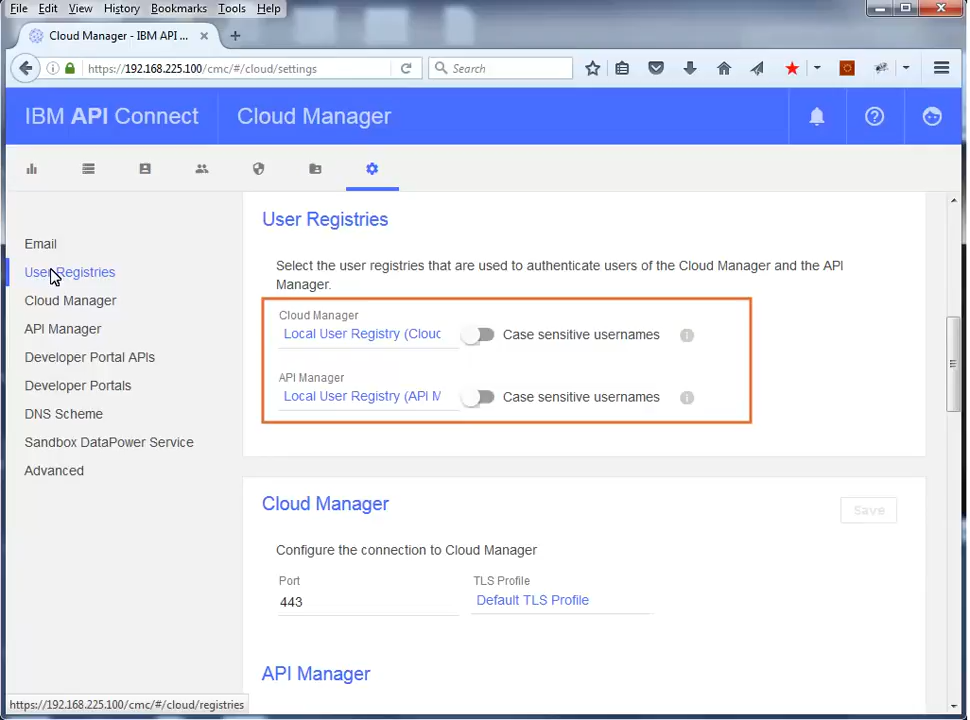 File Edit View History Bookmarks Tools Help
Cloud Manager - IBM API ...
https://192.168.225.100/cmc/#/cloud/settings
Search
IBM API Connect Cloud Manager
User Registries
Email
User Registries
Cloud Manager
API Manager
Developer Portal APIs
Developer Portals
DNS Scheme
Sandbox DataPower Service
Advanced
Select the user registries that are used to authenticate users of the Cloud Manager and the API
Manager.
Cloud Manager
Local User Registry (Clouc
Case sensitive usernames
API Manager
Local User Registry (API M
Case sensitive usernames
Cloud Manager
Save
Configure the connection to Cloud Manager
Port
TLS Profile
443
Default TLS Profile
API Manager
https://192.168.225.100/cmc/#/cloud/registries